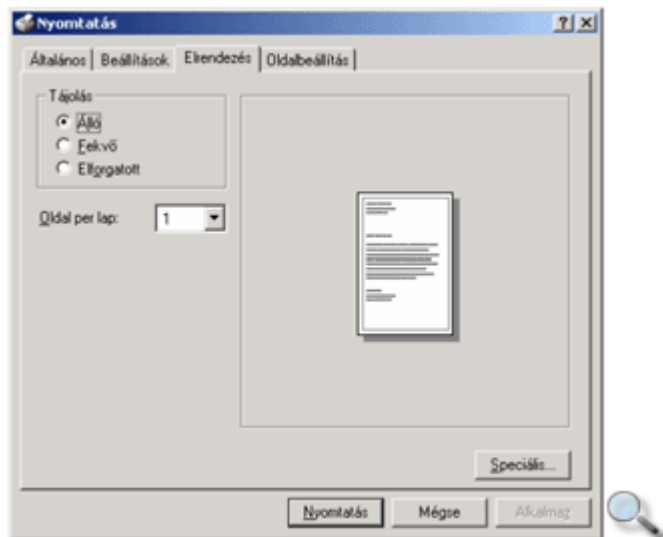 Nyomtatás
Általános Beállítások Elrendezés Oldalbeállítás
Tájolás
Álló
Fekvő
Elforgatott
Oldal per lap: 1
Speciális...
Nyomtatás Mégse Alkalmaz